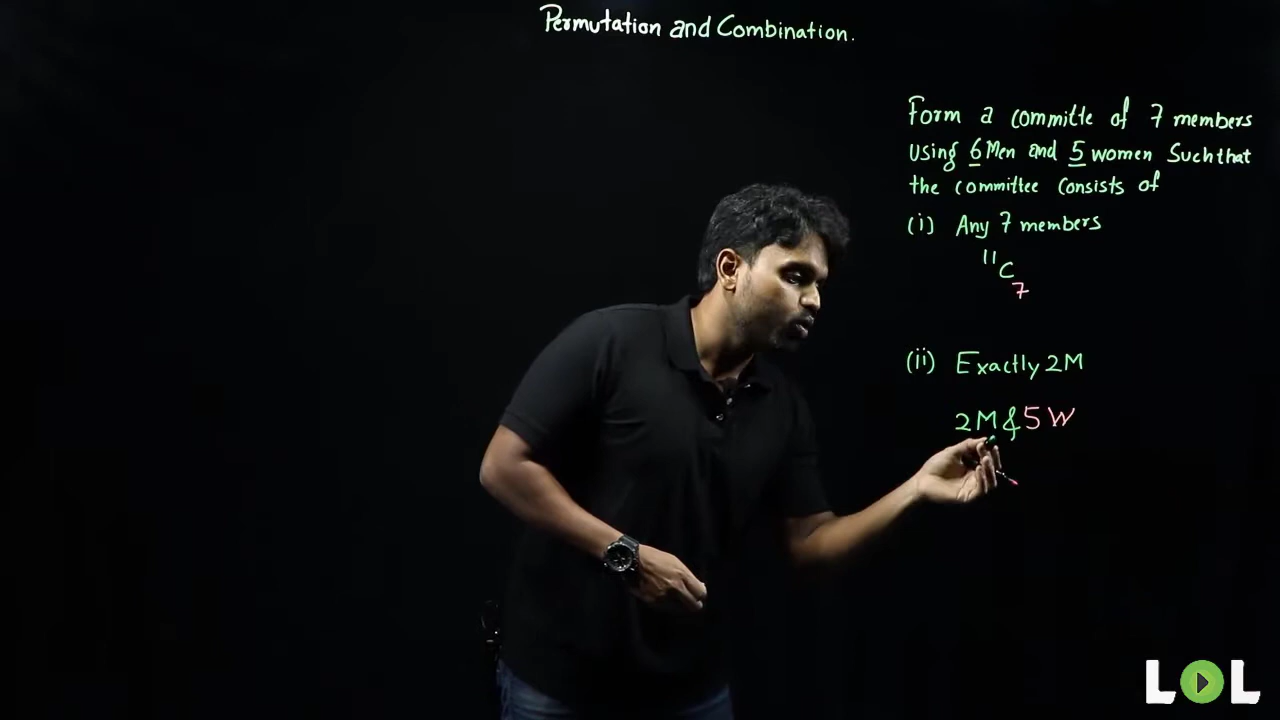 Permutation and Combination.
Form a committe of 7 members
Using 6 Men and 5 women Such that
the committee consists of
(i) Any 7 members
11C7
(ii) Exactly 2M
2M & 5W
LOL